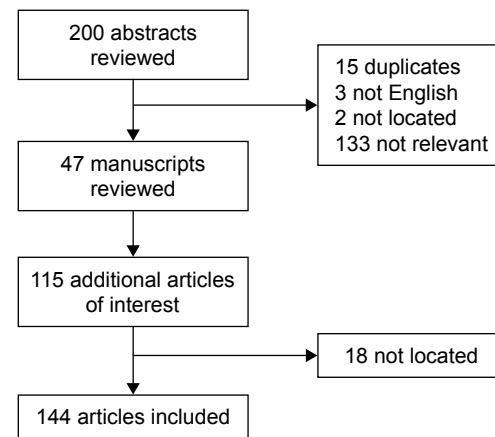 200 abstracts
reviewed
15 duplicates
3 not English
2 not located
133 not relevant
47 manuscripts
reviewed
115 additional articles
of interest
18 not located
144 articles included